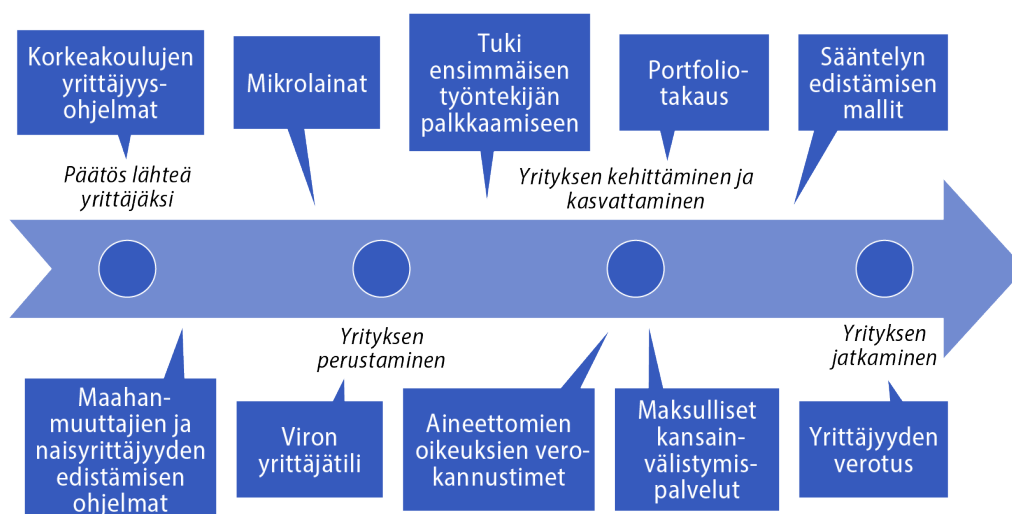 Korkeakoulujen
yrittäjyys-
ohjelmat
Mikrolainat
Tuki
ensimmäisen
työntekijän
palkkaamiseen
Portfolio-
takaus
Sääntelyn
edistämisen
mallit
Päätös lähteä
yrittäjäksi
Yrityksen kehittäminen ja
kasvattaminen
Yrityksen
perustaminen
Yrityksen
jatkaminen
Maahan-
muuttajien ja
naisyrittäjyyden
edistämisen
ohjelmat
Viron
yrittäjätili
Aineettomien
oikeuksien vero-
kannustimet
Maksulliset
kansain-
välistymis-
palvelut
Yrittäjyyden
verotus